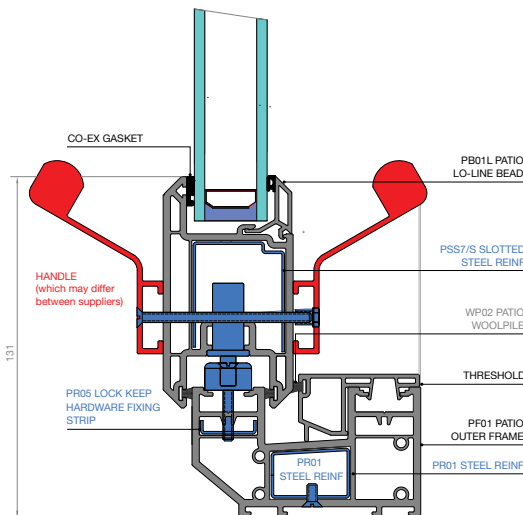 CO-EX GASKET
PB01L PATIO
LO-LINE BEAD
PSS7/S SLOTTED
STEEL REINF
HANDLE
(which may differ
between suppliers)
WP02 PATIO
WOOLPILE
131
THRESHOLD
PR05 LOCK KEEP
HARDWARE FIXING
STRIP
PF01 PATIO
OUTER FRAME
PR01
STEEL REINF
PR01 STEEL REINF